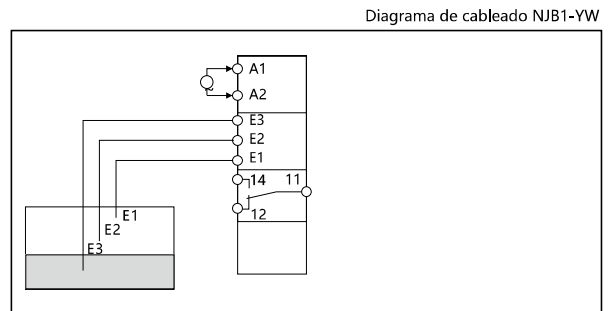 Diagrama de cableado NJB1-YW
A1
A2
E3
E2
E1
14 11
12
E1
E2
E3